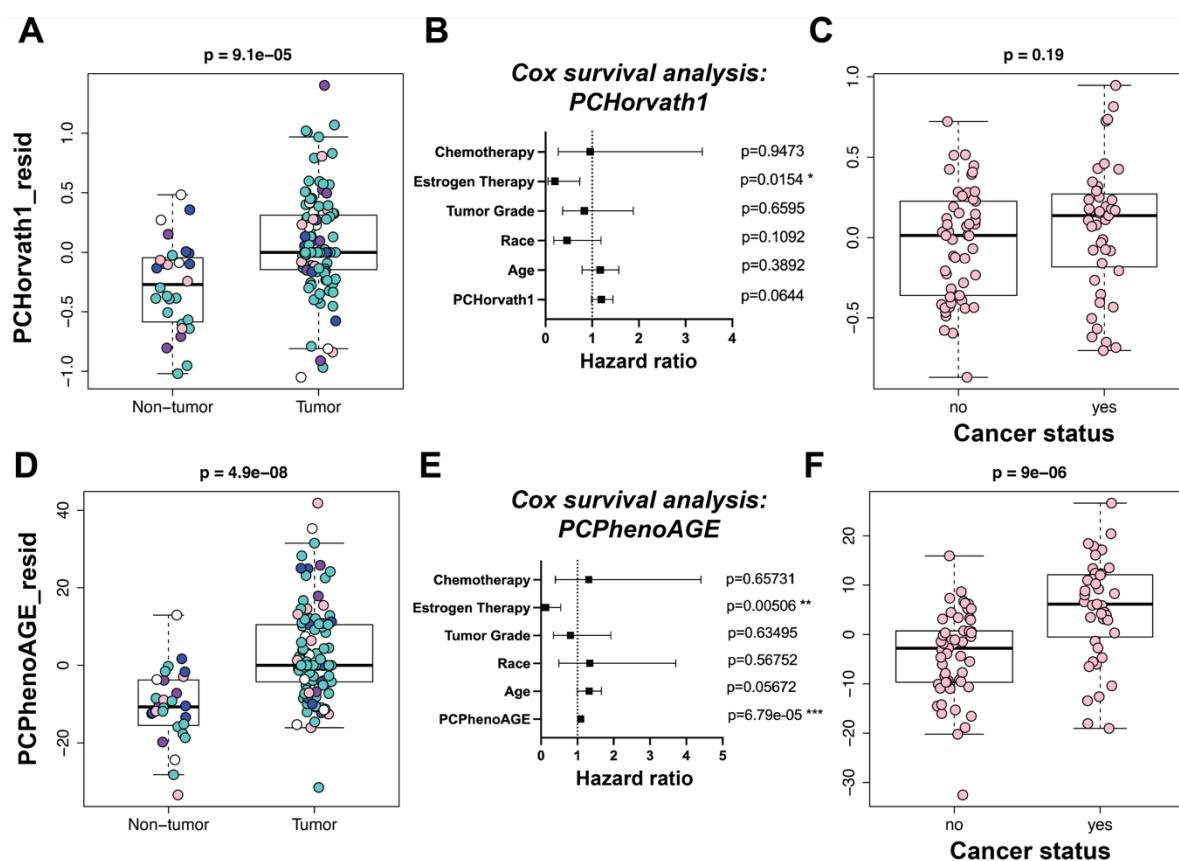 A
p = 9.1e−05
PCHorvath1_resid
1.0
0.5
0.0
−0.5
−1.0
Non−tumor
Tumor
B
Cox survival analysis:
PCHorvath1
Chemotherapy
p=0.9473
Estrogen Therapy
p=0.0154 *
Tumor Grade
p=0.6595
Race
p=0.1092
Age
p=0.3892
PCHorvath1
p=0.0644
0
1
2
3
4
Hazard ratio
C
p = 0.19
1.0
0.5
0.0
−0.5
no
yes
Cancer status
D
p = 4.9e−08
PCPhenoAGE_resid
40
20
0
−20
Non−tumor
Tumor
E
Cox survival analysis:
PCPhenoAGE
Chemotherapy
p=0.65731
Estrogen Therapy
p=0.00506 **
Tumor Grade
p=0.63495
Race
p=0.56752
Age
p=0.05672
PCPhenoAGE
p=6.79e-05 ***
0
1
2
3
4
5
Hazard ratio
F
p = 9e−06
20
10
0
−10
−20
−30
no
yes
Cancer status